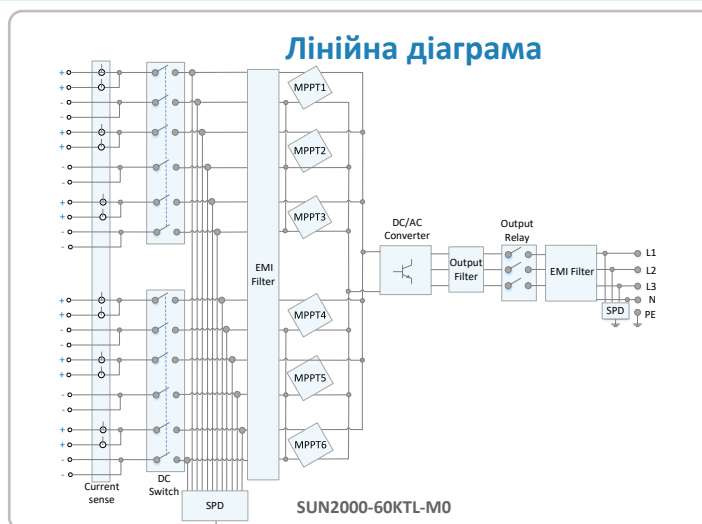 Лінійна діаграма
+
+
-
-
+
+
-
-
+
+
-
-
+
+
-
-
+
+
-
-
+
+
-
-
Current
sense
DC
Switch
SPD
EMI
Filter
MPPT1
MPPT2
MPPT3
MPPT4
MPPT5
MPPT6
DC/AC
Converter
Output
Filter
Output
Relay
EMI Filter
SPD
L1
L2
L3
N
PE
SUN2000-60KTL-M0